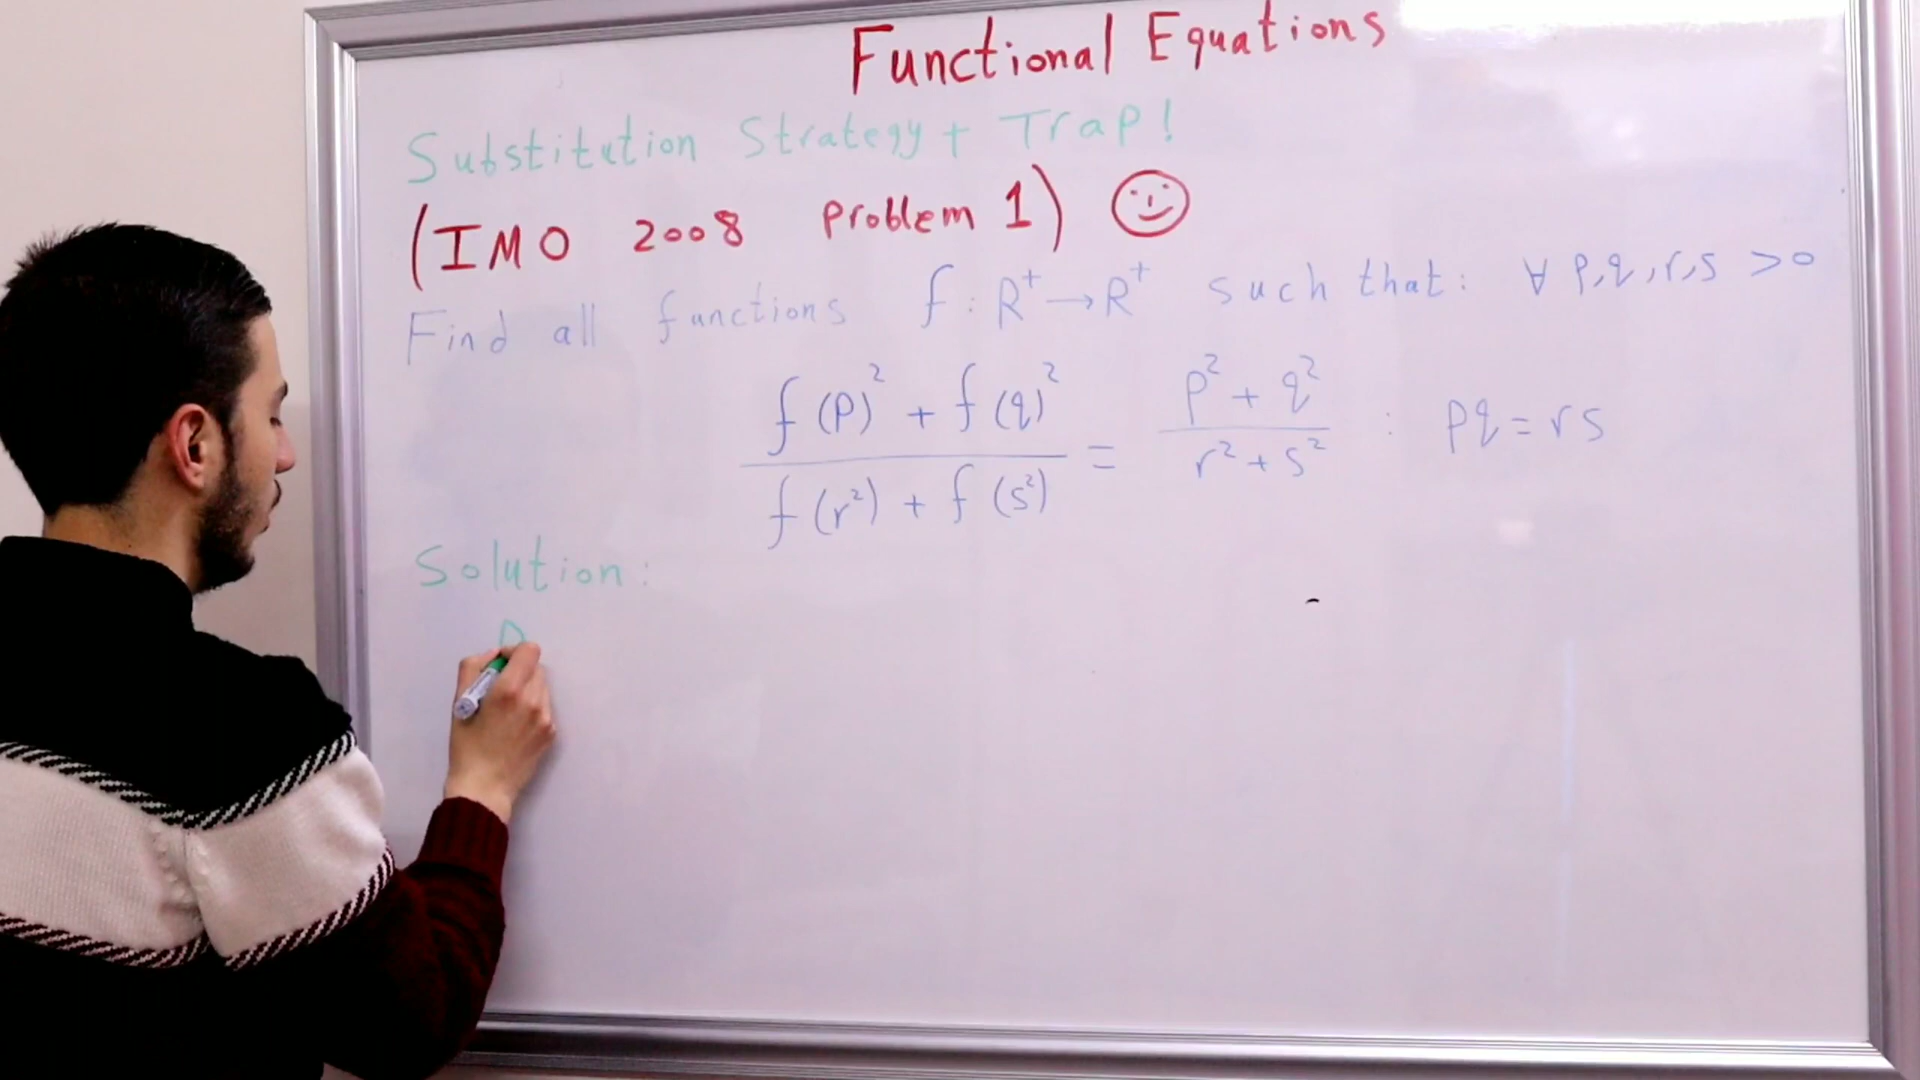 Functional Equations
Substitution Strategy + Trap!
(IMO 2008 Problem 1)
Find all functions f : R⁺ → R⁺ such that: ∀ p,q,r,s >0
f(p)² + f(q)² / f(r²) + f(s²) = p² + q² / r² + s² : pq = rs
Solution: